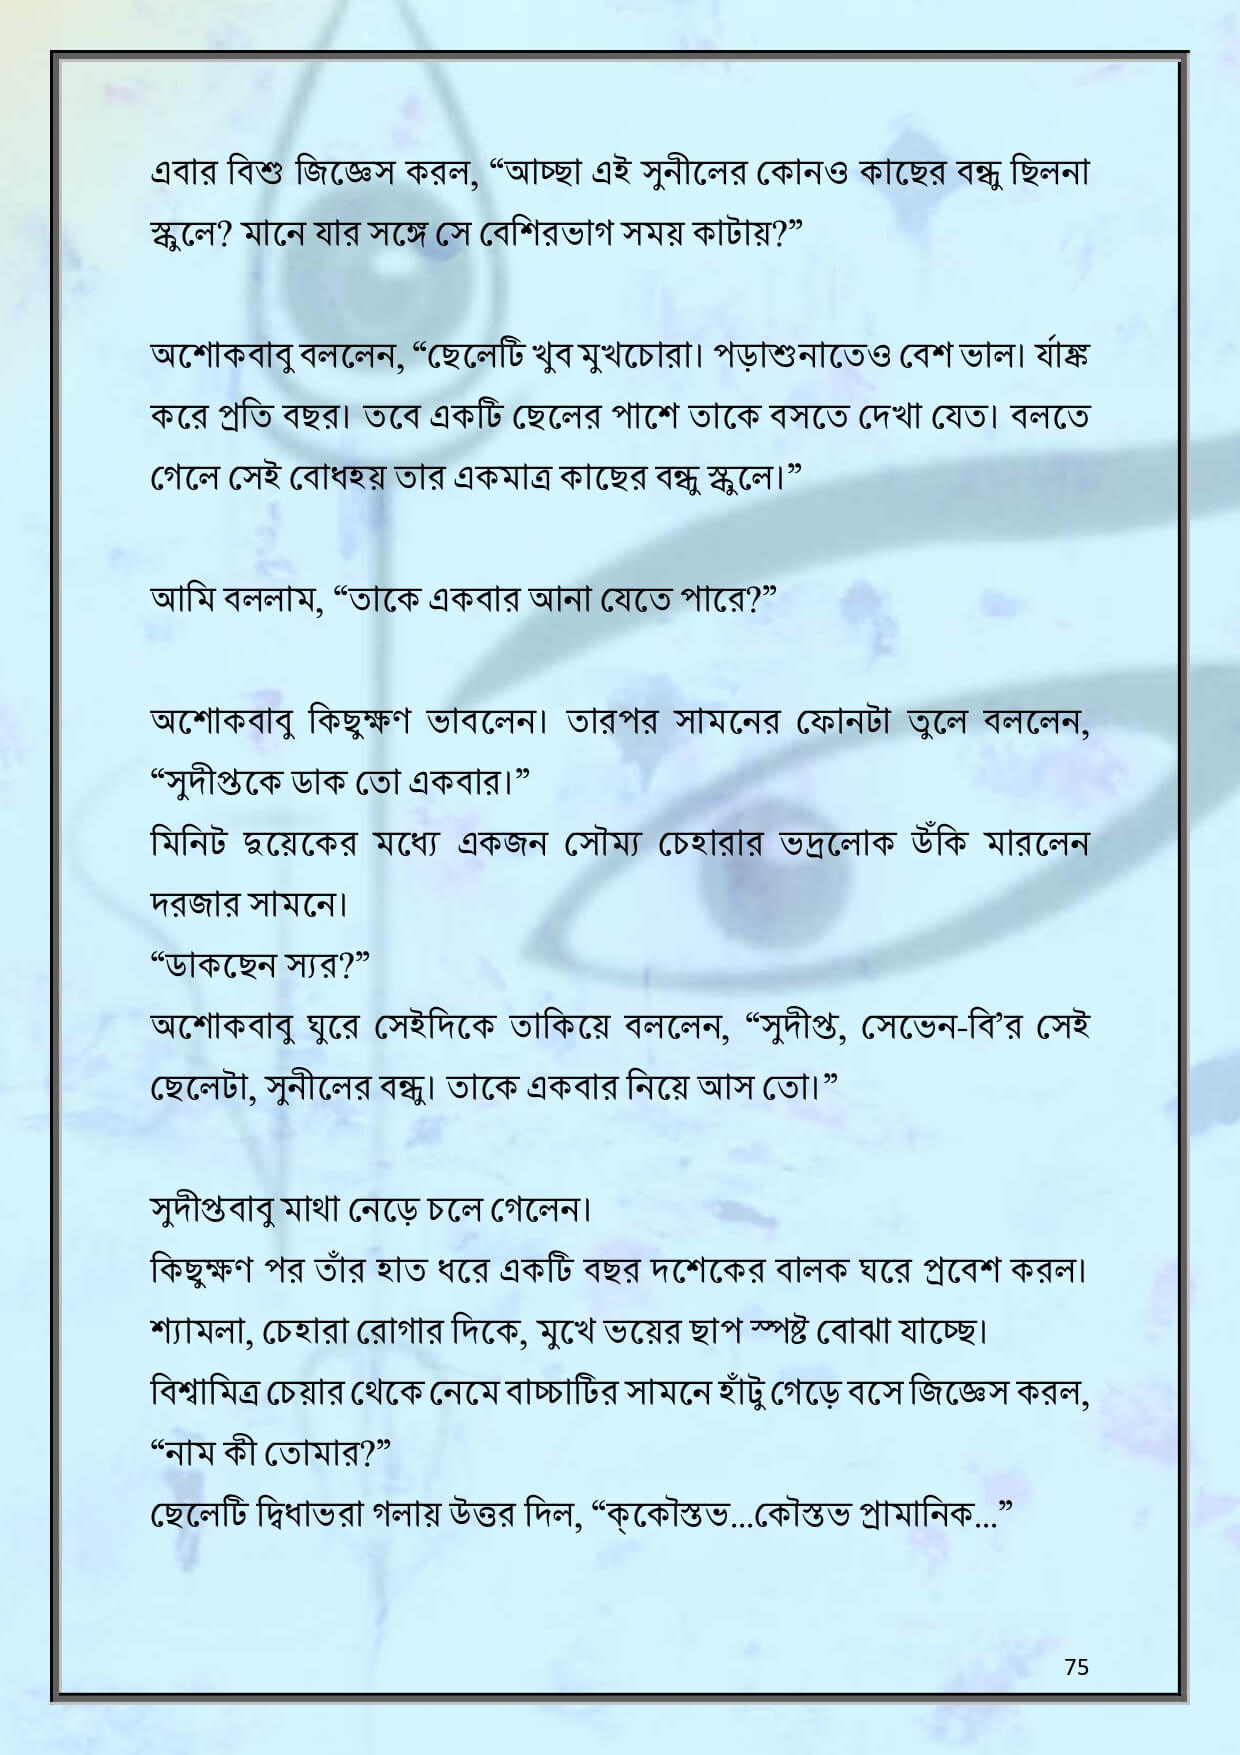 এবার বিশু জিজ্ঞেস করল, “আচ্ছা এই সুনীলের কোনও কাছের বন্ধু ছিলনা
স্কুলে? মানে যার সঙ্গে সে বেশিরভাগ সময় কাটায়?”
অশোকবাবু বললেন, “ছেলেটি খুব মুখচোরা। পড়াশুনাতেও বেশ ভাল। র্যাঙ্ক
করে প্রতি বছর। তবে একটি ছেলের পাশে তাকে বসতে দেখা যেত। বলতে
গেলে সেই বোধহয় তার একমাত্র কাছের বন্ধু স্কুলে।”
আমি বললাম, “তাকে একবার আনা যেতে পারে?”
অশোকবাবু কিছুক্ষণ ভাবলেন। তারপর সামনের ফোনটা তুলে বললেন,
“সুদীপ্তকে ডাক তো একবার।”
মিনিট দুয়েকের মধ্যে একজন সৌম্য চেহারার ভদ্রলোক উঁকি মারলেন
দরজার সামনে।
“ডাকছেন স্যর?”
অশোকবাবু ঘুরে সেইদিকে তাকিয়ে বললেন, “সুদীপ্ত, সেভেন-বি’র সেই
ছেলেটা, সুনীলের বন্ধু। তাকে একবার নিয়ে আস তো।”
সুদীপ্তবাবু মাথা নেড়ে চলে গেলেন।
কিছুক্ষণ পর তাঁর হাত ধরে একটি বছর দশেকের বালক ঘরে প্রবেশ করল।
শ্যামলা, চেহারা রোগার দিকে, মুখে ভয়ের ছাপ স্পষ্ট বোঝা যাচ্ছে।
বিশ্বামিত্র চেয়ার থেকে নেমে বাচ্চাটির সামনে হাঁটু গেড়ে বসে জিজ্ঞেস করল,
“নাম কী তোমার?”
ছেলেটি দ্বিধাভরা গলায় উত্তর দিল, “ক্‌কৌস্তভ...কৌস্তভ প্রামানিক...”
75